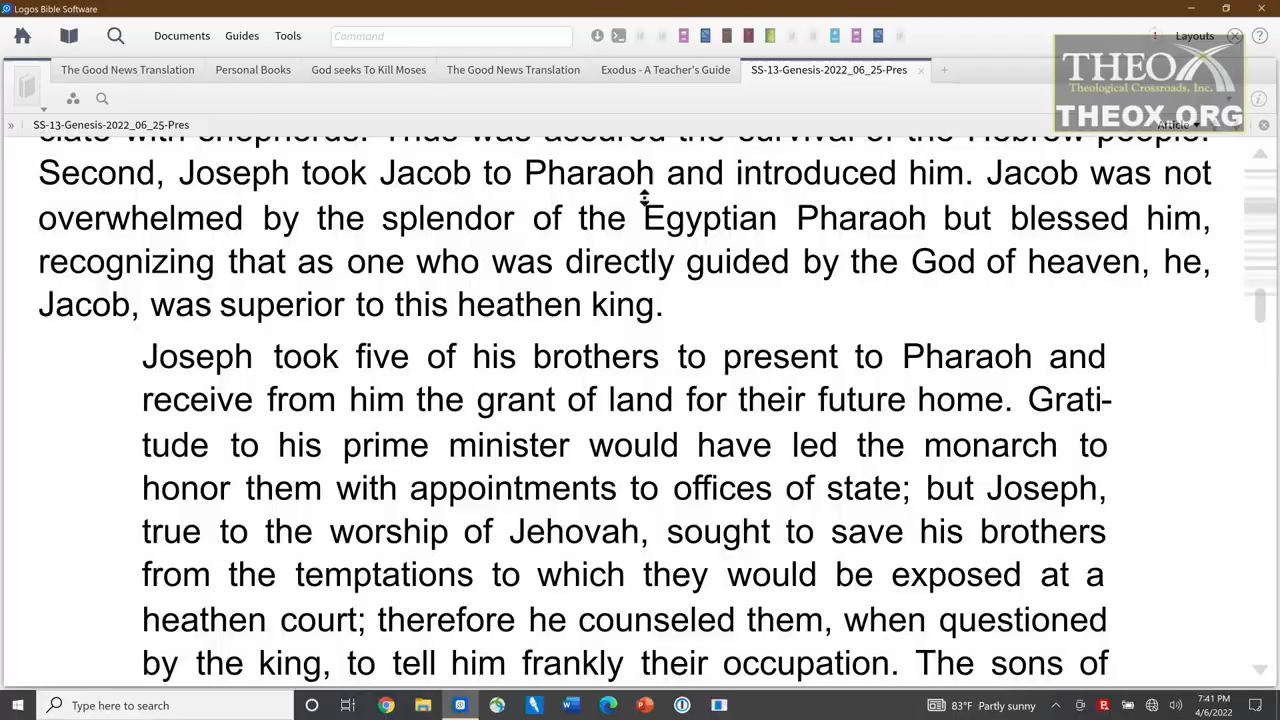 Logos Bible Software
Documents Guides Tools Command Layouts
THEOX
Theological Crossroads, Inc.
THEOX.ORG
The Good News Translation Personal Books God seeks To Kill Moses The Good News Translation Exodus - A Teacher's Guide SS-13-Genesis-2022_06_25-Pres
SS-13-Genesis-2022_06_25-Pres Article
the survival of the Hebrew people.
Second, Joseph took Jacob to Pharaoh and introduced him. Jacob was not
overwhelmed by the splendor of the Egyptian Pharaoh but blessed him,
recognizing that as one who was directly guided by the God of heaven, he,
Jacob, was superior to this heathen king.
Joseph took five of his brothers to present to Pharaoh and
receive from him the grant of land for their future home. Grati-
tude to his prime minister would have led the monarch to
honor them with appointments to offices of state; but Joseph,
true to the worship of Jehovah, sought to save his brothers
from the temptations to which they would be exposed at a
heathen court; therefore he counseled them, when questioned
by the king, to tell him frankly their occupation. The sons of
Type here to search 83°F Partly sunny 7:41 PM
4/6/2022